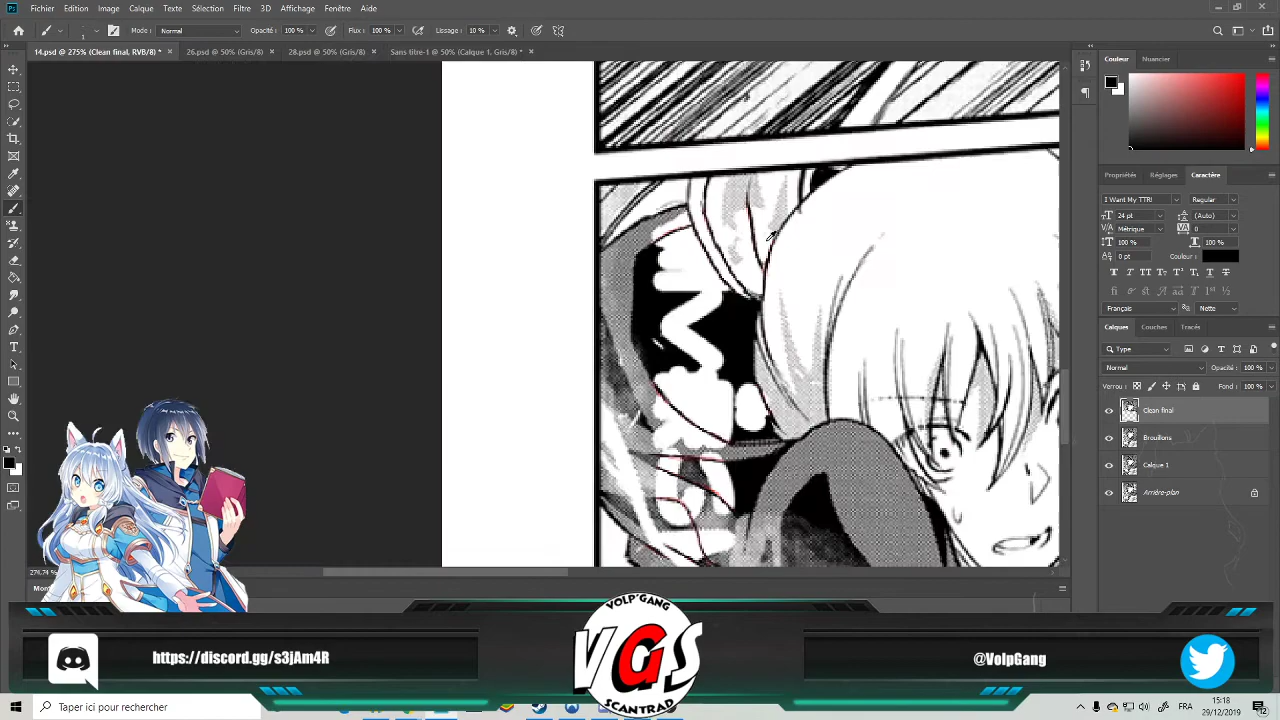 Ps Fichier Edition Image Calque Texte Sélection Filtre 3D Affichage Fenêtre Aide
Mode : Normal Opacité : 100 % Flux : 100 % Lissage : 10 %
14.psd @ 275% (Clean final, RVB/8) * × 26.psd @ 50% (Gris/8) × 28.psd @ 50% (Gris/8) × Sans titre-1 @ 50% (Calque 1, Gris/8) * ×
Couleur Nuancier
Propriétés Réglages Caractère
I Want My TTR! Regular
24 pt (Auto)
Métrique 0
100 % 100 %
0 pt Couleur :
Français Nette
Calques Couches Tracés
Type
Normal Opacité : 100 %
Verrou : Fond : 100 %
Clean final
Brouillons
Calque 1
Arrière-plan
274,74 %
VOLP'GANG
VGS
SCANTRAD
https://discord.gg/s3jAm4R
@VolpGang
Taper ici pour rechercher
FRA
15:18